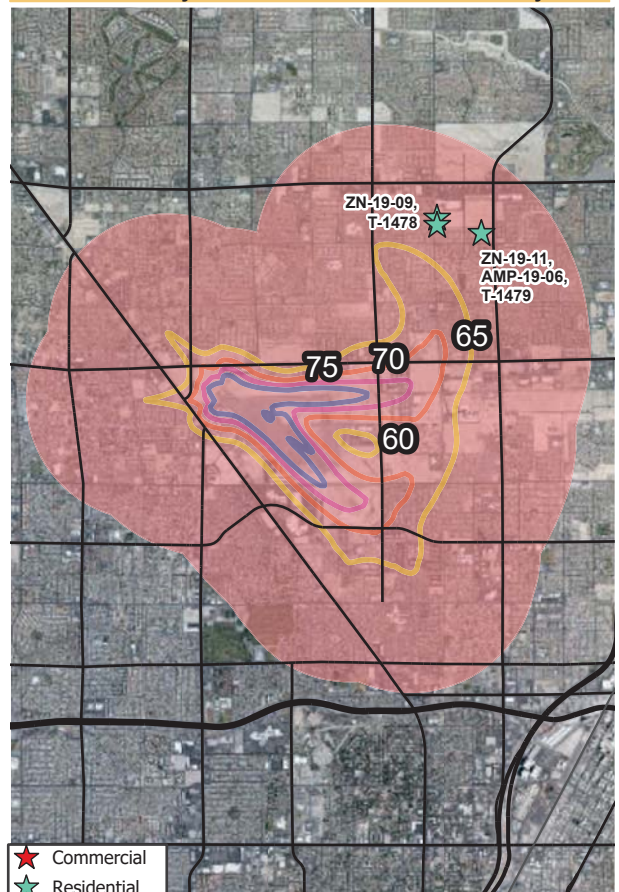 ZN-19-09,
T-1478
ZN-19-11,
AMP-19-06,
T-1479
65
70
75
60
Commercial
Residential